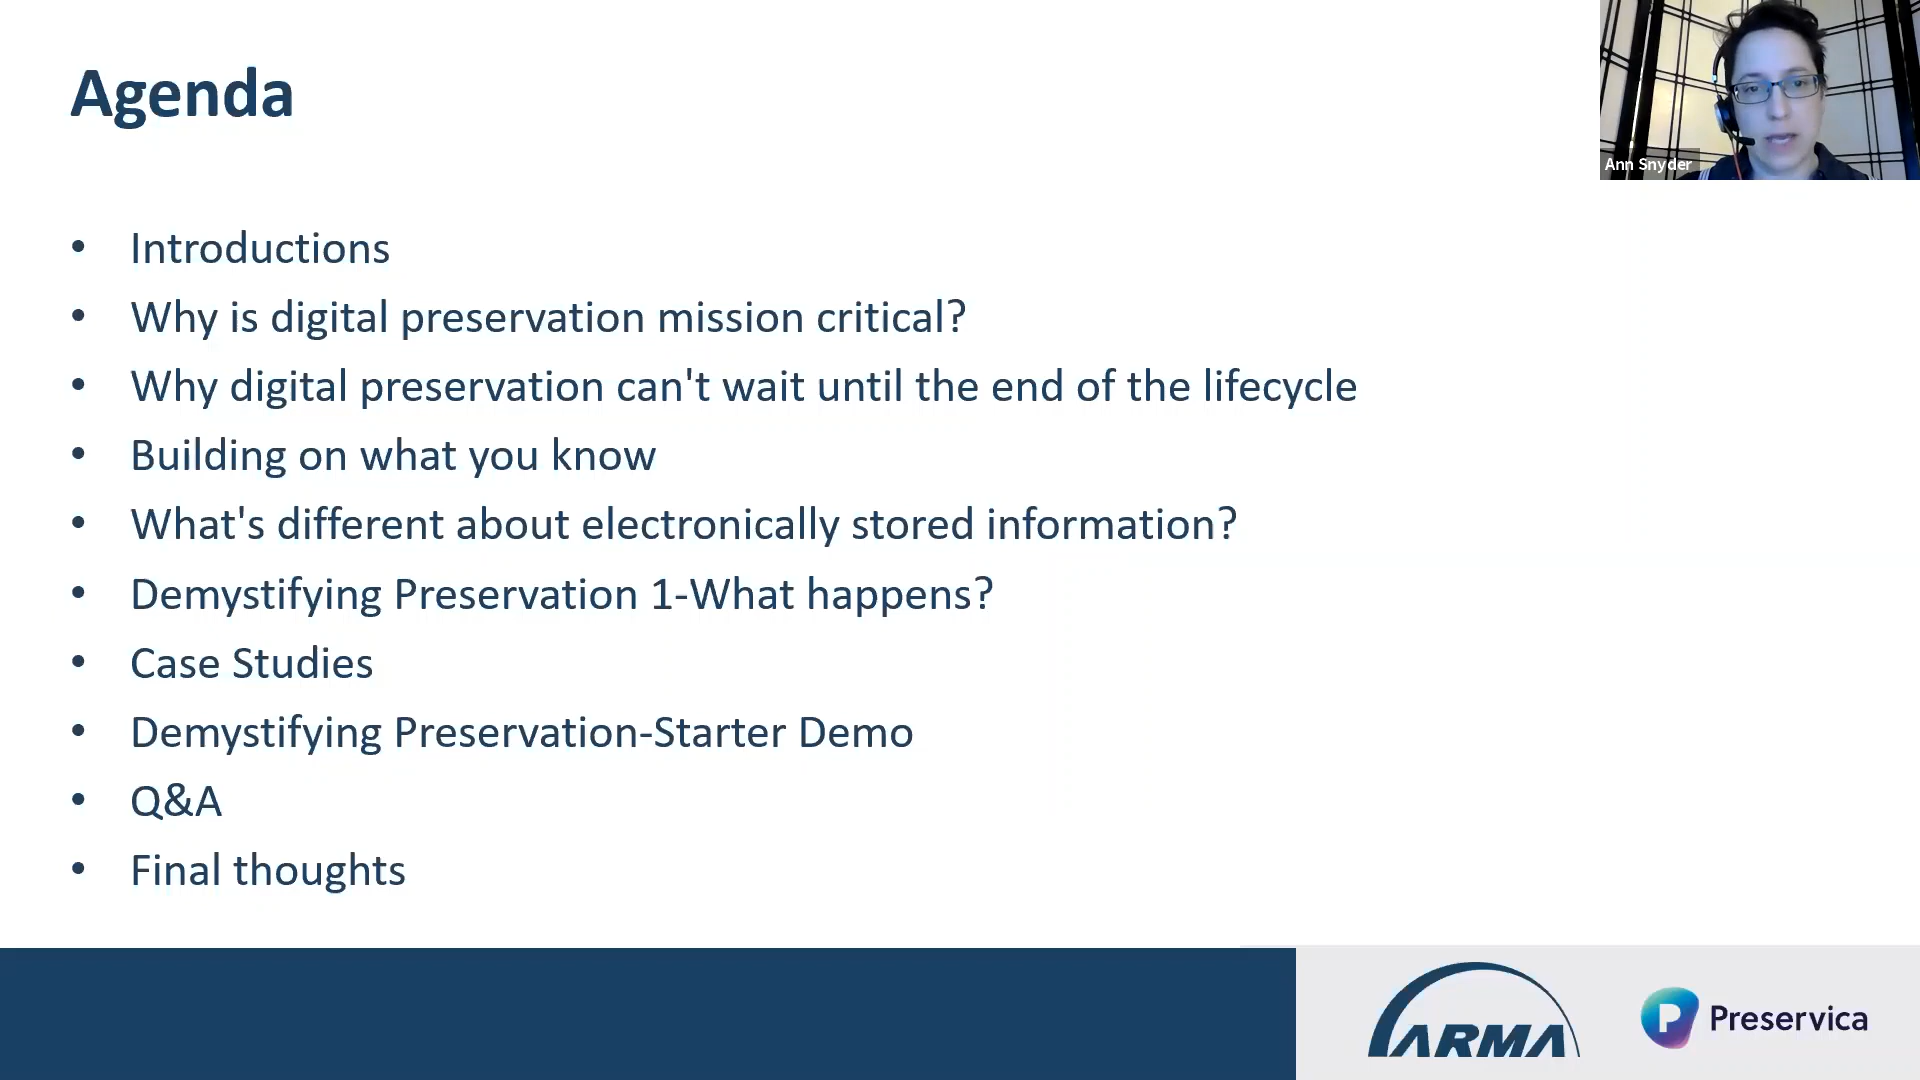 Agenda
Ann Snyder
• Introductions
• Why is digital preservation mission critical?
• Why digital preservation can't wait until the end of the lifecycle
• Building on what you know
• What's different about electronically stored information?
• Demystifying Preservation 1-What happens?
• Case Studies
• Demystifying Preservation-Starter Demo
• Q&A
• Final thoughts
ARMA
P Preservica